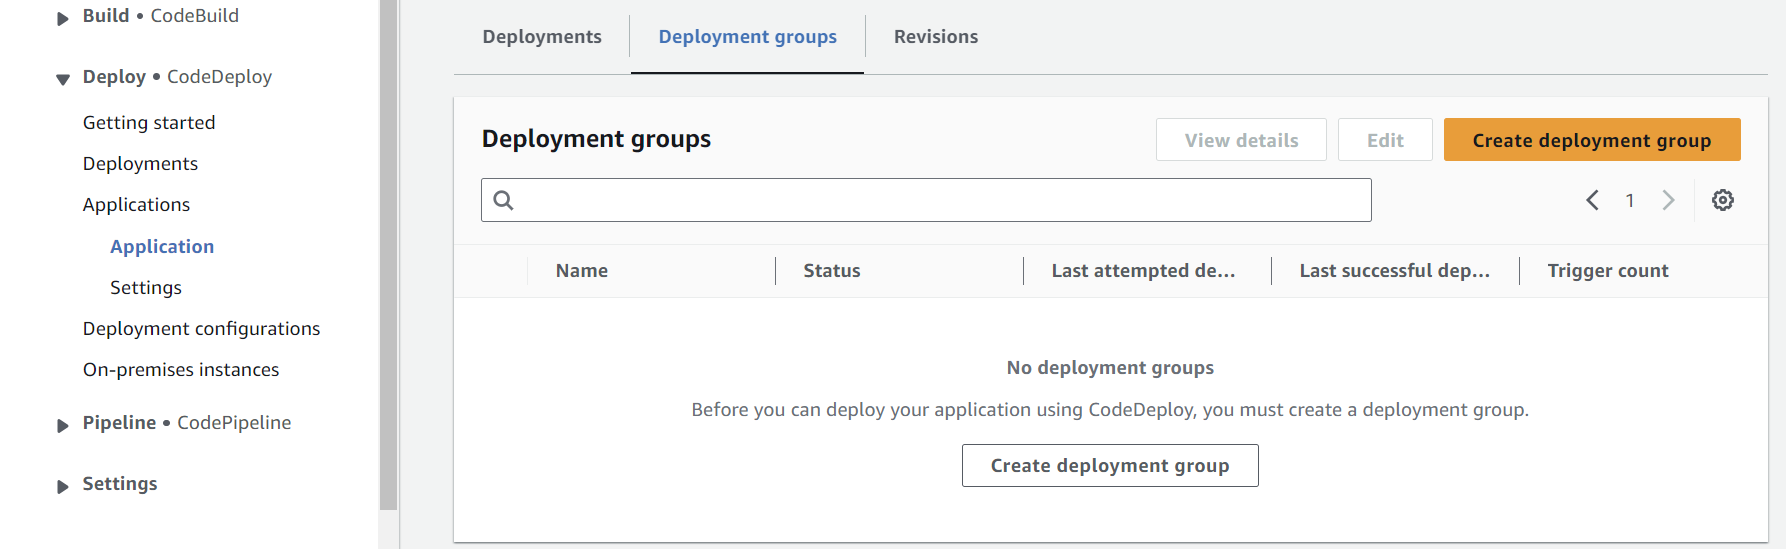 Build • CodeBuild
Deploy • CodeDeploy
Getting started
Deployments
Applications
Application
Settings
Deployment configurations
On-premises instances
Pipeline • CodePipeline
Settings
Deployments
Deployment groups
Revisions
Deployment groups
View details
Edit
Create deployment group
1
Name
Status
Last attempted de...
Last successful dep...
Trigger count
No deployment groups
Before you can deploy your application using CodeDeploy, you must create a deployment group.
Create deployment group